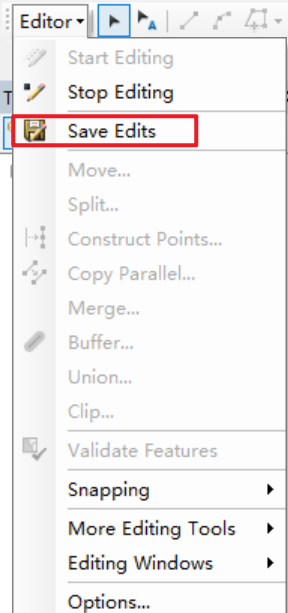 Editor
Start Editing
Stop Editing
Save Edits
Move...
Split...
Construct Points...
Copy Parallel...
Merge...
Buffer...
Union...
Clip...
Validate Features
Snapping
More Editing Tools
Editing Windows
Options...